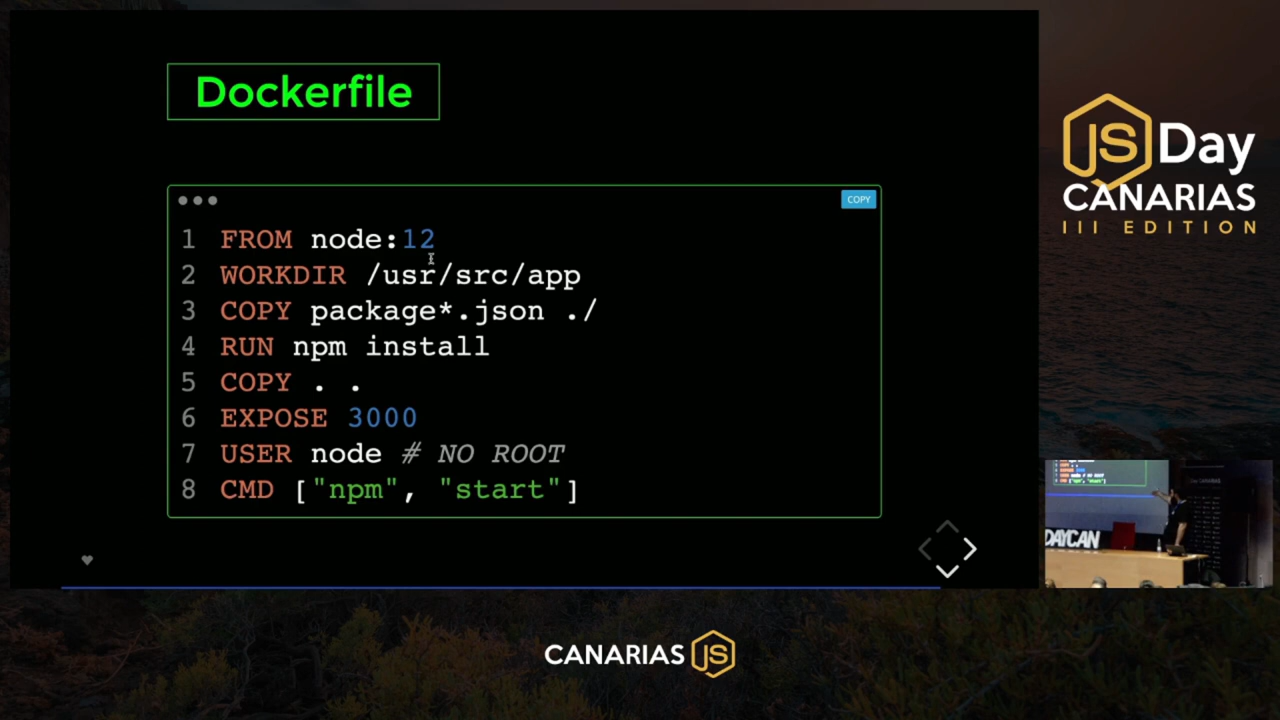 Dockerfile
COPY
1 FROM node:12
2 WORKDIR /usr/src/app
3 COPY package*.json ./
4 RUN npm install
5 COPY . .
6 EXPOSE 3000
7 USER node # NO ROOT
8 CMD ["npm", "start"]
JS Day
CANARIAS
III EDITION
DAYCAN
CANARIAS JS